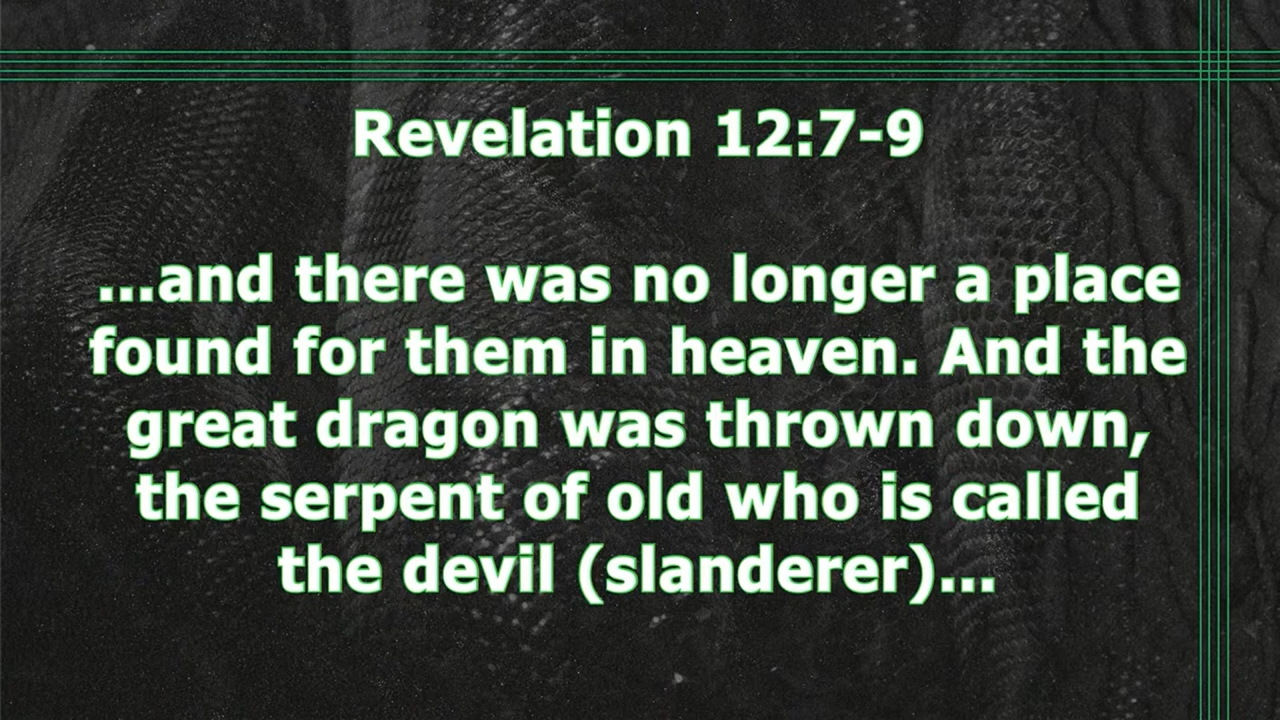 Revelation 12:7-9
...and there was no longer a place
found for them in heaven. And the
great dragon was thrown down,
the serpent of old who is called
the devil (slanderer)...